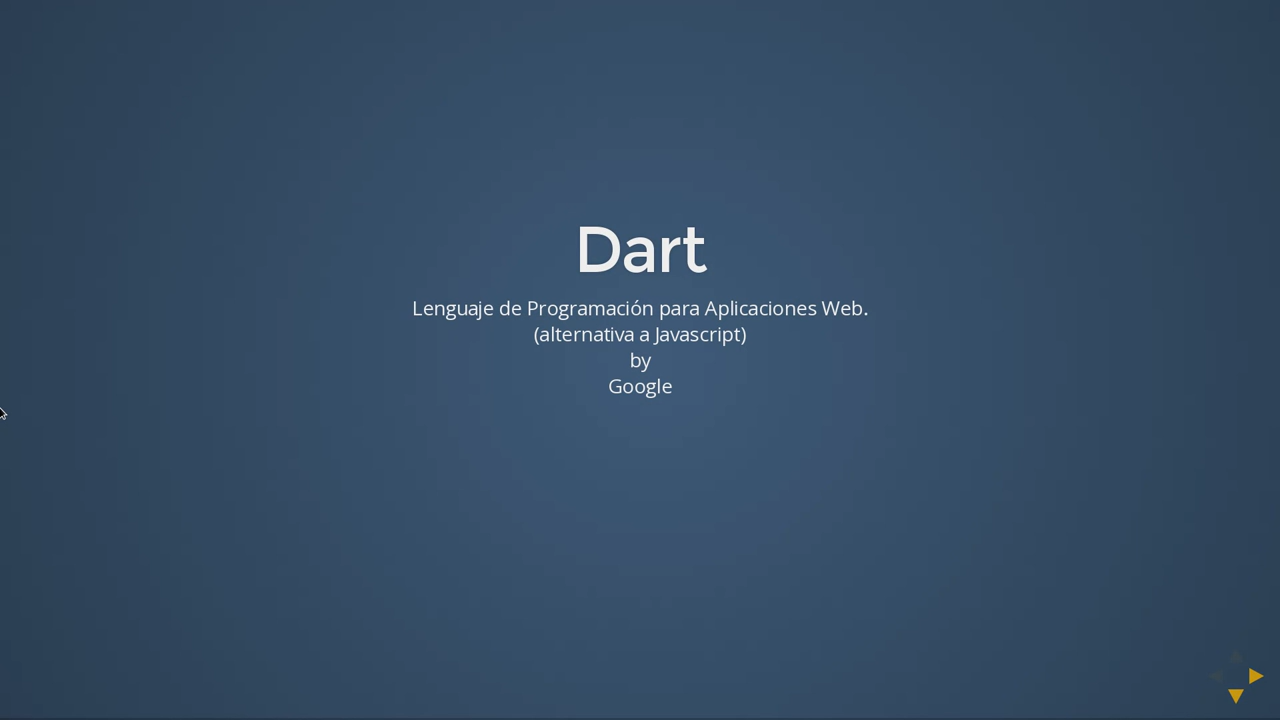 Dart
Lenguaje de Programación para Aplicaciones Web.
(alternativa a Javascript)
by
Google